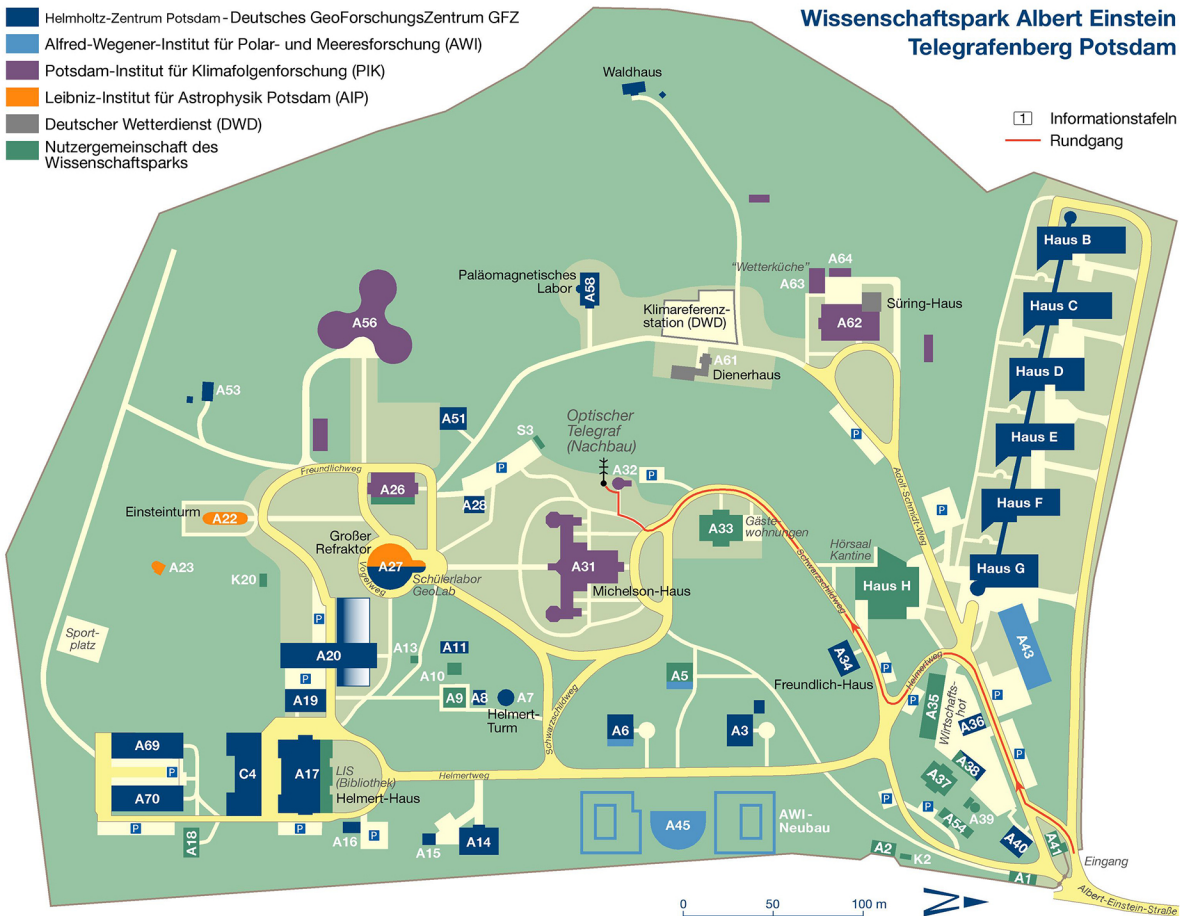 Helmholtz-Zentrum Potsdam - Deutsches GeoForschungsZentrum GFZ
Alfred-Wegener-Institut für Polar- und Meeresforschung (AWI)
Potsdam-Institut für Klimafolgenforschung (PIK)
Leibniz-Institut für Astrophysik Potsdam (AIP)
Deutscher Wetterdienst (DWD)
Nutzergemeinschaft des
Wissenschaftsparks
Wissenschaftspark Albert Einstein
Telegrafenberg Potsdam
1 Informationstafeln
Rundgang
Waldhaus
Haus B
Haus C
Haus D
Haus E
Haus F
Haus G
"Wetterküche"
A64
A63
Süring-Haus
A62
Paläomagnetisches
Labor
A58
Klimareferenz-
station (DWD)
A61
Dienerhaus
A56
A53
A51
S3
P
Optischer
Telegraf
(Nachbau)
A32
P
P
Adolf-Schmidt-Weg
P
Freundlichweg
A26
A28
Einsteinturm
A22
A23
K20
Großer
Refraktor
A27
Vogelweg
Schülerlabor
GeoLab
A31
Michelson-Haus
A33
Gäste-
wohnungen
Schwarzschildweg
Hörsaal
Kantine
Haus H
A43
Sport-
platz
P
A20
P
A19
A13
A11
A10
A9
A8
A7
Helmert-
Turm
Schwarzschildweg
A5
A6
A3
A34
Freundlich-Haus
P
Helmertweg
P
A35
Wirtschafts-
hof
A36
P
P
A38
A37
A39
A54
P
P
A40
A41
A69
P
A70
P
A18
C4
A17
LIS
(Bibliothek)
Helmert-Haus
P
A16
P
Helmertweg
A15
A14
A45
AWI-
Neubau
A2
K2
A1
Eingang
Albert-Einstein-Straße
0 50 100 m
N